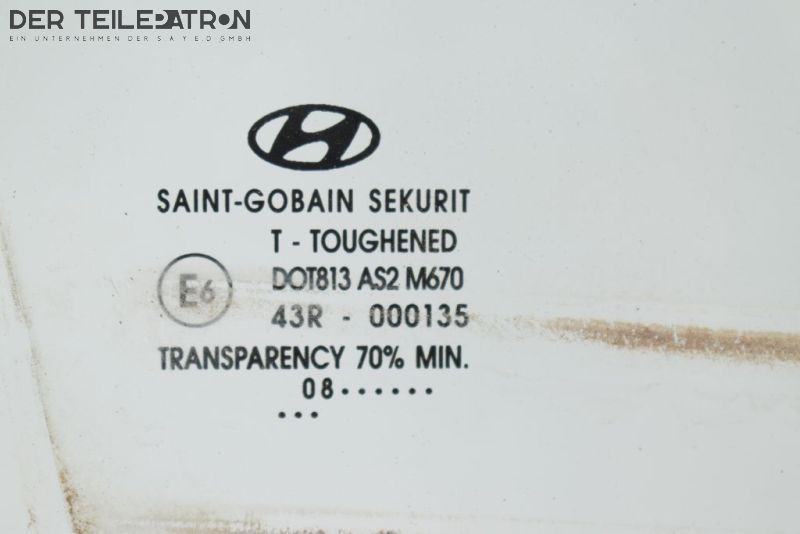 DER TEILEPATRON
EIN UNTERNEHMEN DER S A Y E.D GMBH
SAINT-GOBAIN SEKURIT
T - TOUGHENED
E6
DOT813 AS2 M670
43R - 000135
TRANSPARENCY 70% MIN.
08······
...